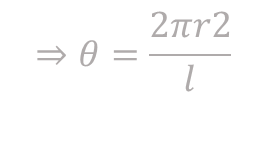 ⇒ θ = 2πr2 / l